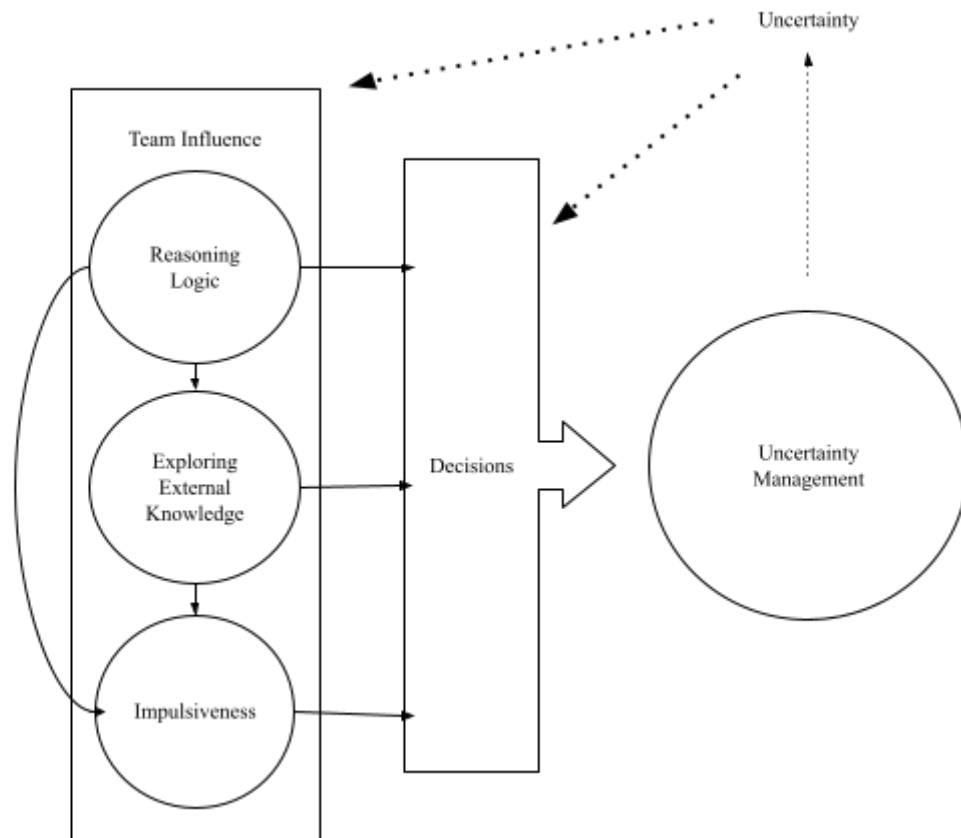 Uncertainty
Team Influence
Reasoning
Logic
Exploring
External
Knowledge
Impulsiveness
Decisions
Uncertainty
Management